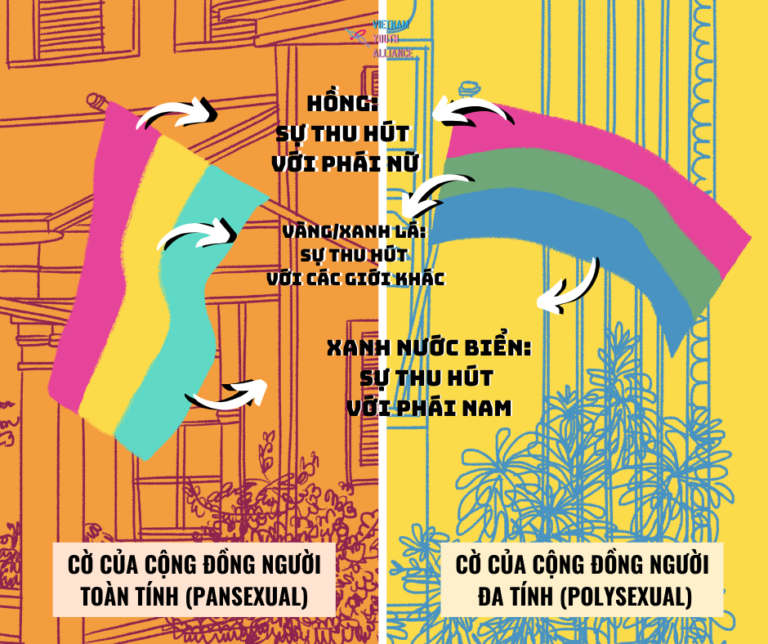 VIETNAM
YOUTH
ALLIANCE
HỒNG:
SỰ THU HÚT
VỚI PHÁI NỮ
VÀNG/XANH LÁ:
SỰ THU HÚT
VỚI CÁC GIỚI KHÁC
XANH NƯỚC BIỂN:
SỰ THU HÚT
VỚI PHÁI NAM
CỜ CỦA CỘNG ĐỒNG NGƯỜI
TOÀN TÍNH (PANSEXUAL)
CỜ CỦA CỘNG ĐỒNG NGƯỜI
ĐA TÍNH (POLYSEXUAL)